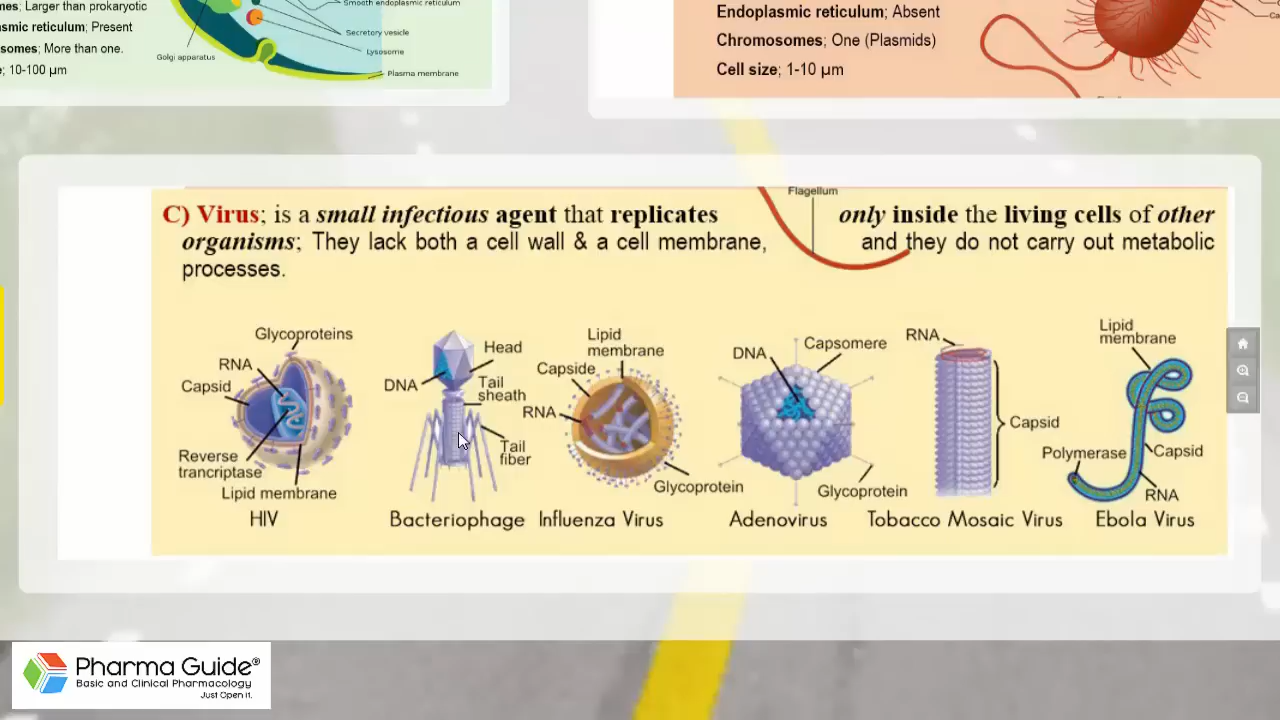 Larger than prokaryotic
Present
More than one.
10-100 µm
Smooth endoplasmic reticulum
Secretory vesicle
Lysosome
Golgi apparatus
Plasma membrane
Endoplasmic reticulum; Absent
Chromosomes; One (Plasmids)
Cell size; 1-10 µm
Flagellum
C) Virus; is a small infectious agent that replicates only inside the living cells of other
organisms; They lack both a cell wall & a cell membrane, and they do not carry out metabolic
processes.
Glycoproteins
RNA
Capsid
Reverse
trancriptase
Lipid membrane
HIV
Head
DNA
Tail
sheath
Tail
fiber
Bacteriophage
Lipid
membrane
Capside
RNA
Glycoprotein
Influenza Virus
DNA
Capsomere
Glycoprotein
Adenovirus
RNA
Capsid
Tobacco Mosaic Virus
Lipid
membrane
Polymerase
Capsid
RNA
Ebola Virus
Pharma Guide®
Basic and Clinical Pharmacology
Just Open it.